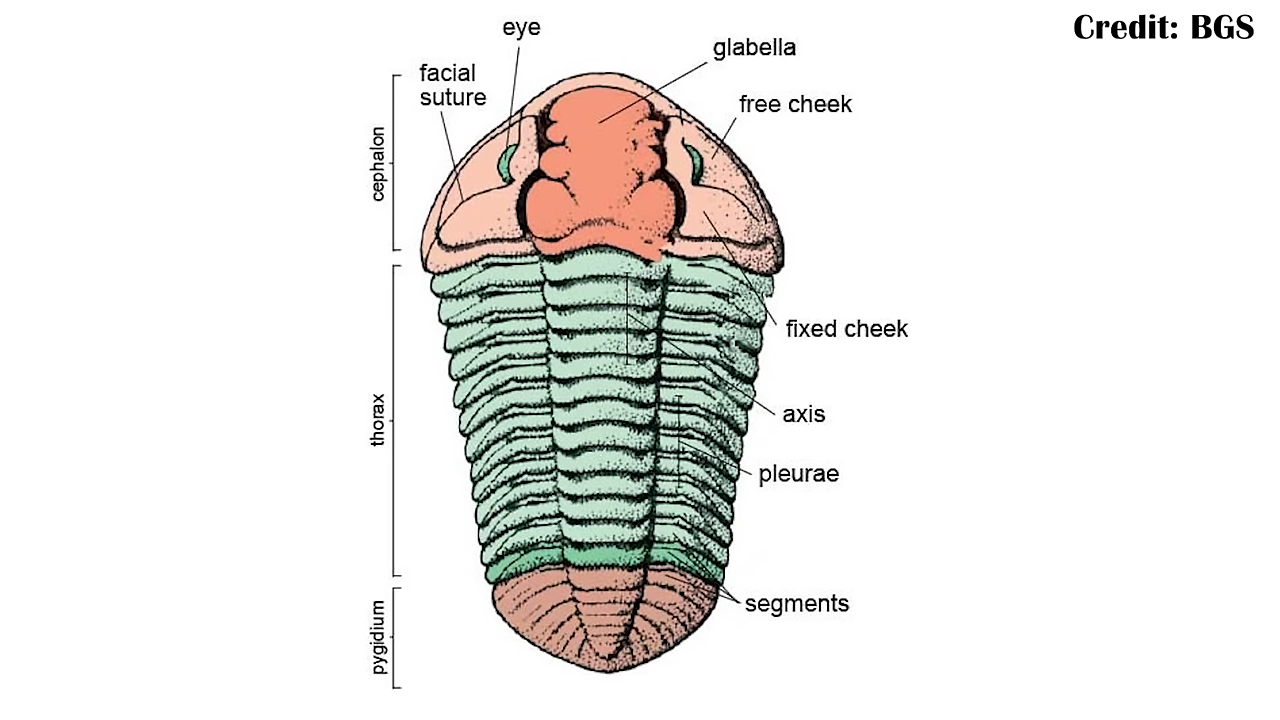 Credit: BGS
eye
glabella
facial
suture
free cheek
cephalon
fixed cheek
thorax
axis
pleurae
segments
pygidium